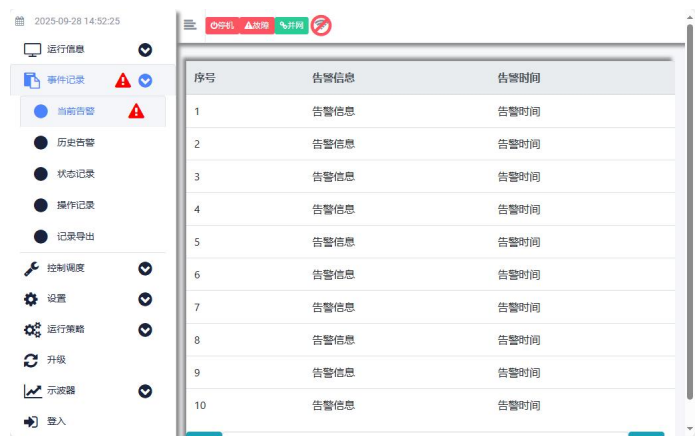 2025-09-28 14:52:25
运行信息
事件记录
当前告警
历史告警
状态记录
操作记录
记录导出
控制调度
设置
运行策略
升级
示波器
登入
停机 故障 并网
序号 告警信息 告警时间
1 告警信息 告警时间
2 告警信息 告警时间
3 告警信息 告警时间
4 告警信息 告警时间
5 告警信息 告警时间
6 告警信息 告警时间
7 告警信息 告警时间
8 告警信息 告警时间
9 告警信息 告警时间
10 告警信息 告警时间